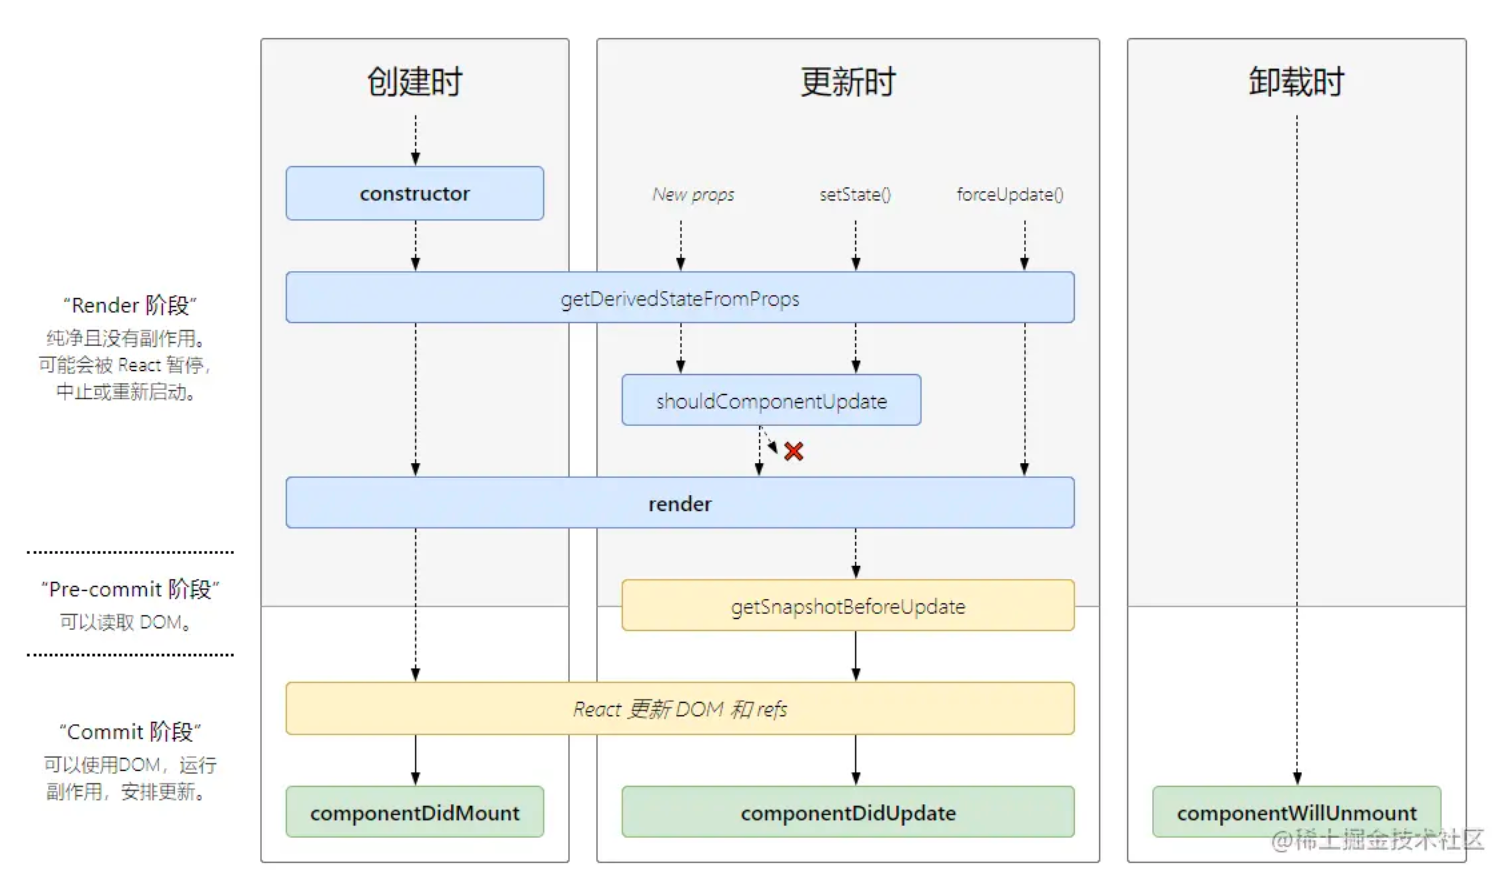 创建时
更新时
卸载时
constructor
New props
setState()
forceUpdate()
getDerivedStateFromProps
“Render 阶段”
纯净且没有副作用。
可能会被 React 暂停，
中止或重新启动。
shouldComponentUpdate
render
“Pre-commit 阶段”
可以读取 DOM。
getSnapshotBeforeUpdate
React 更新 DOM 和 refs
“Commit 阶段”
可以使用DOM，运行
副作用，安排更新。
componentDidMount
componentDidUpdate
componentWillUnmount
@稀土掘金技术社区